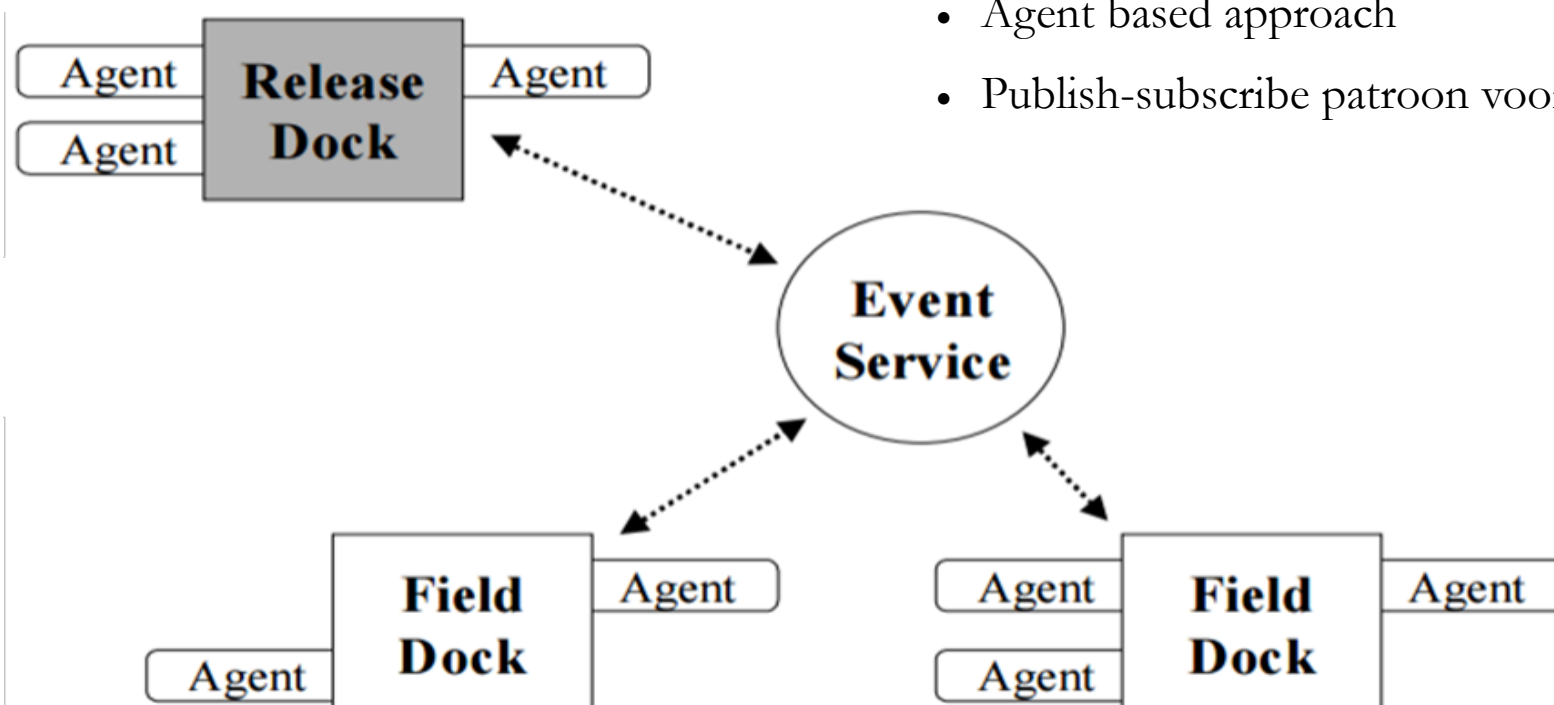 • Agent based approach
• Publish-subscribe patroon
Agent
Release
Dock
Agent
Agent
Event
Service
Field
Dock
Agent
Agent
Agent
Field
Dock
Agent
Agent